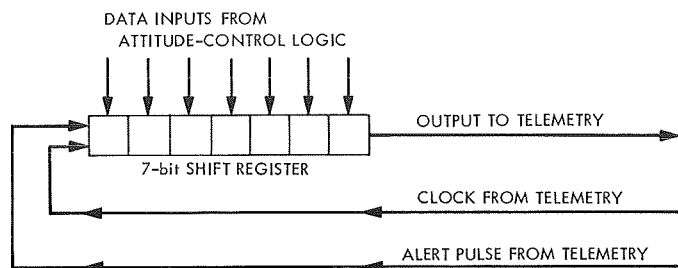 DATA INPUTS FROM
ATTITUDE-CONTROL LOGIC
OUTPUT TO TELEMETRY
7-bit SHIFT REGISTER
CLOCK FROM TELEMETRY
ALERT PULSE FROM TELEMETRY